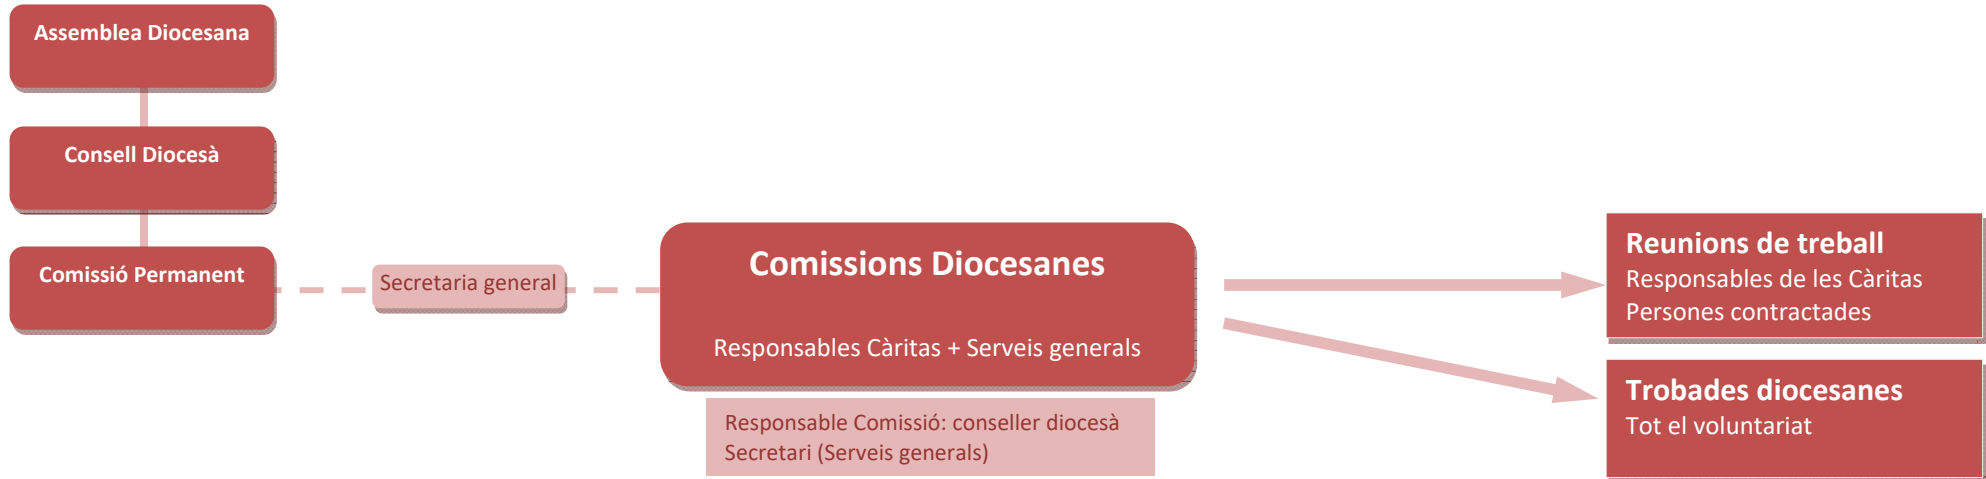 Assemblea Diocesana
Consell Diocesà
Comissió Permanent
Secretaria general
Comissions Diocesanes
Responsables Càritas + Serveis generals
Responsable Comissió: conseller diocesà
Secretari (Serveis generals)
Reunions de treball
Responsables de les Càritas
Persones contractades
Trobades diocesanes
Tot el voluntariat